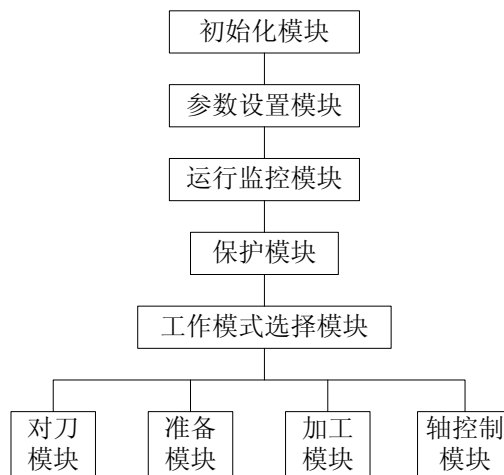 初始化模块
参数设置模块
运行监控模块
保护模块
工作模式选择模块
对刀
模块
准备
模块
加工
模块
轴控制
模块